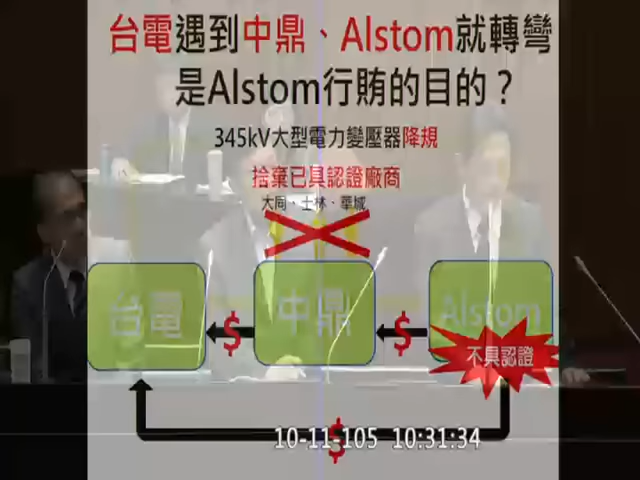 台電遇到中鼎、Alstom就轉彎
是Alstom行賄的目的？
345kV大型電力變壓器降規
捨棄已具認證廠商
大同、士林、華城
台電
$
中鼎
$
Alstom
不具認證
$
10-11-105 10:31:34